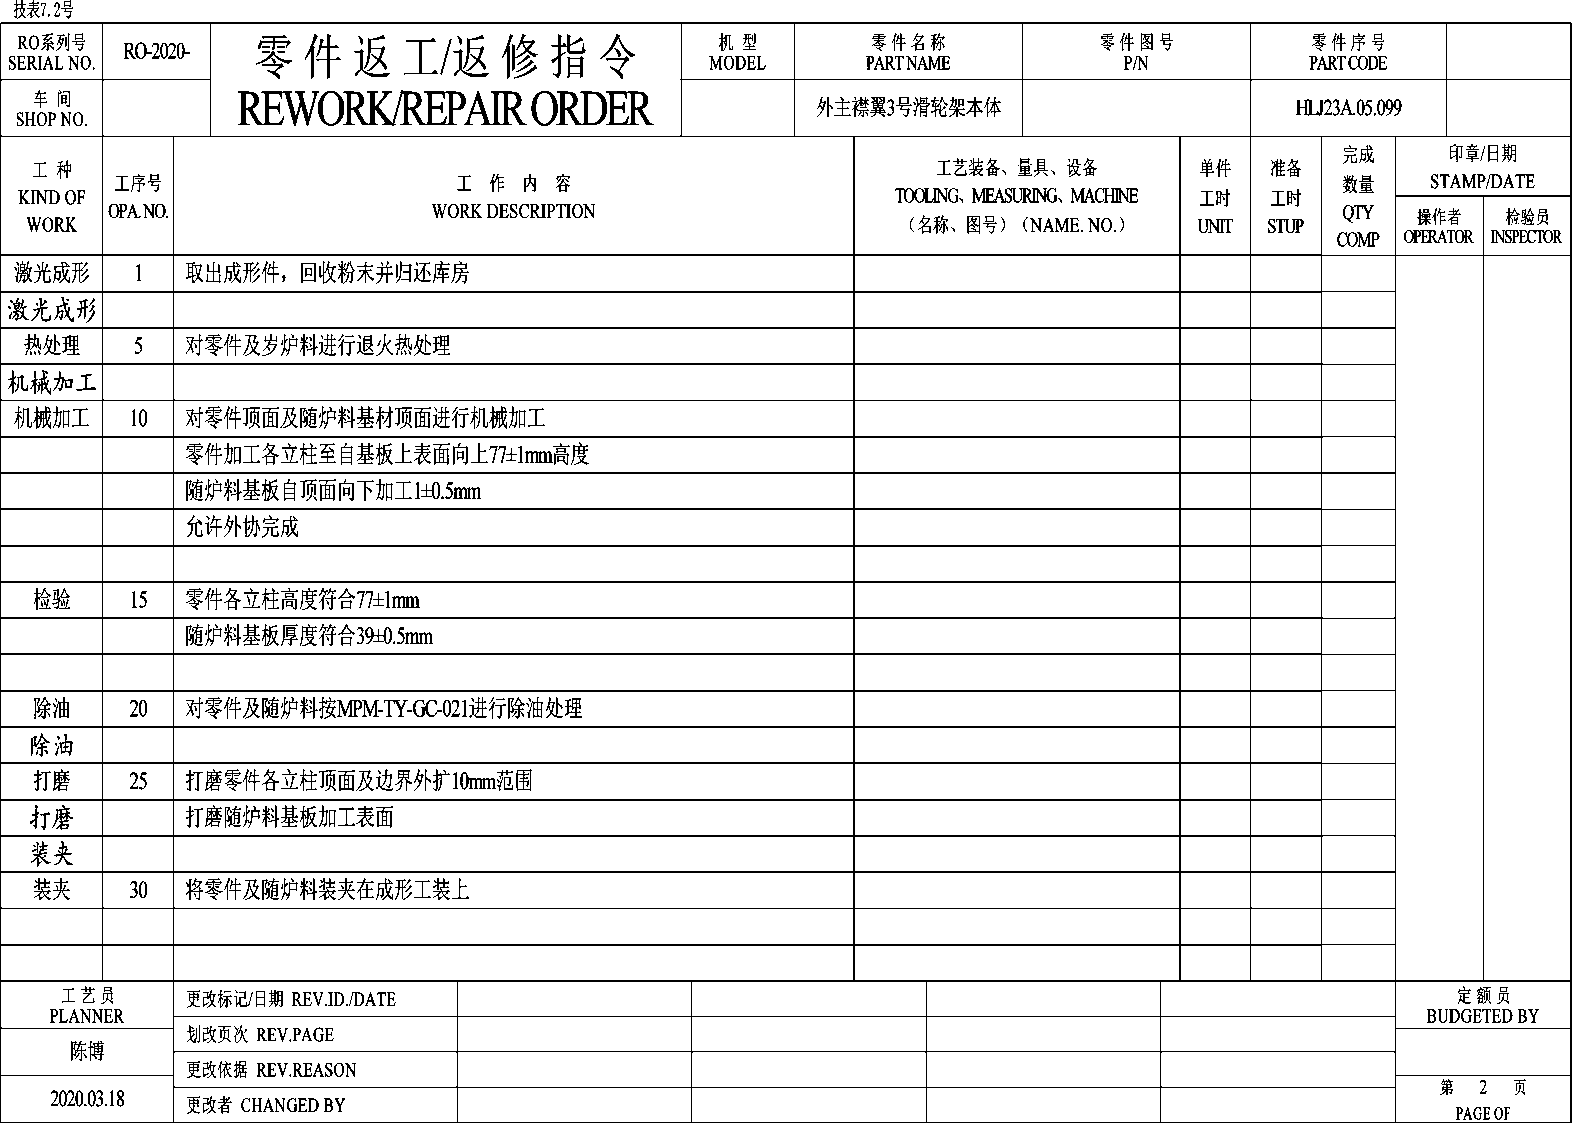 技表7.2号
RO系列号
SERIAL NO.
RO-2020-
零件返工/返修指令
REWORK/REPAIR ORDER
机 型
MODEL
零件名称
PART NAME
零件图号
P/N
零件序号
PART CODE
车 间
SHOP NO.
外主襟翼3号滑轮架本体
HLJ23A.05.099
工 种
KIND OF
WORK
工序号
OPA. NO.
工 作 内 容
WORK DESCRIPTION
工艺装备、量具、设备
TOOLING、MEASURING、MACHINE
（名称、图号）（NAME. NO.）
单件
工时
UNIT
准备
工时
STUP
完成
数量
QTY
COMP
印章/日期
STAMP/DATE
操作者
OPERATOR
检验员
INSPECTOR
激光成形 1 取出成形件，回收粉末并归还库房
激光成形
热处理 5 对零件及岁炉料进行退火热处理
机械加工
机械加工 10 对零件顶面及随炉料基材顶面进行机械加工
零件加工各立柱至自基板上表面向上77±1mm高度
随炉料基板自顶面向下加工1±0.5mm
允许外协完成
检验 15 零件各立柱高度符合77±1mm
随炉料基板厚度符合39±0.5mm
除油 20 对零件及随炉料按MPM-TY-GC-021进行除油处理
除油
打磨 25 打磨零件各立柱顶面及边界外扩10mm范围
打磨 打磨随炉料基板加工表面
装夹
装夹 30 将零件及随炉料装夹在成形工装上
工艺员
PLANNER
陈博
2020.03.18
更改标记/日期 REV.ID./DATE
划改页次 REV.PAGE
更改依据 REV.REASON
更改者 CHANGED BY
定额员
BUDGETED BY
第 2 页
PAGE OF